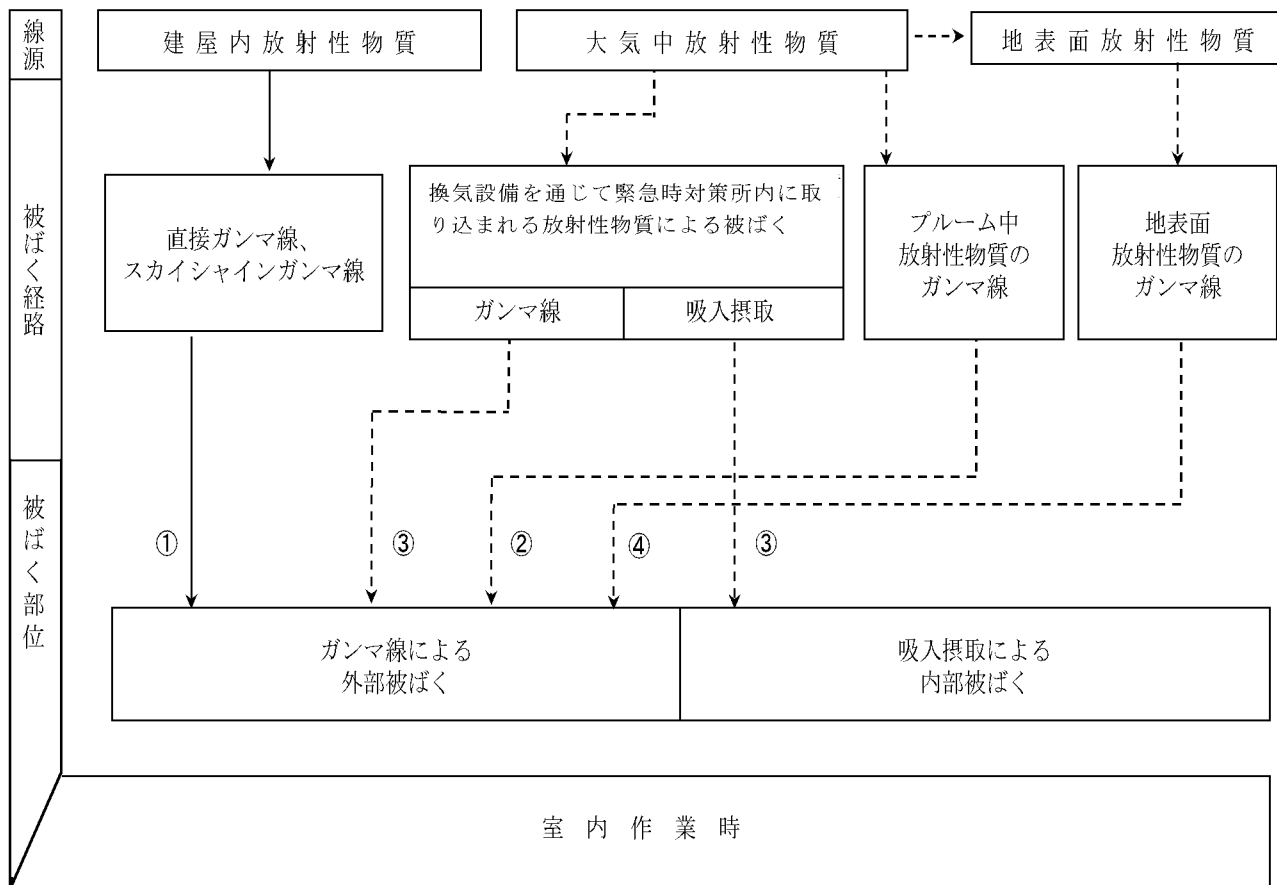 線源
建屋内放射性物質
大気中放射性物質
地表面放射性物質
被ばく経路
直接ガンマ線、
スカイシャインガンマ線
換気設備を通じて緊急時対策所内に取
り込まれる放射性物質による被ばく
ガンマ線
吸入摂取
プルーム中
放射性物質の
ガンマ線
地表面
放射性物質の
ガンマ線
被ばく部位
①
③
②
④
③
ガンマ線による
外部被ばく
吸入摂取による
内部被ばく
室内作業時